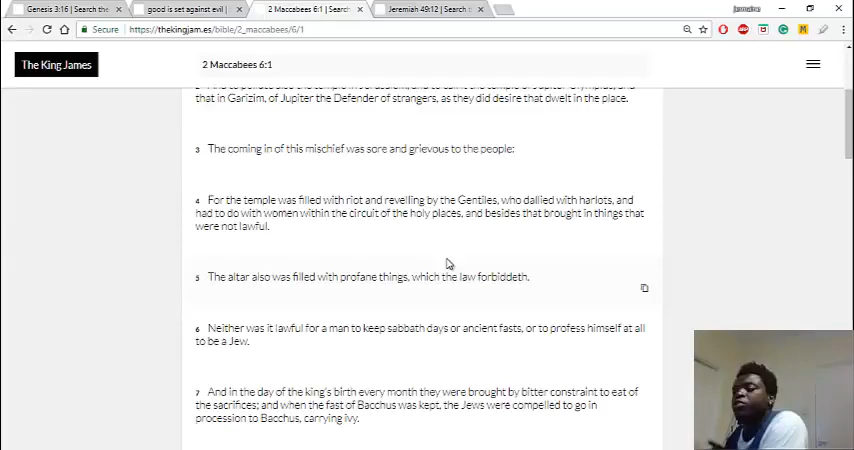 Genesis 3:16 | Search the
good is set against evil |
2 Maccabees 6:1 | Search
Jeremiah 49:12 | Search t
jermaine
Secure
https://thekingjam.es/bible/2_maccabees/6/1
The King James
2 Maccabees 6:1
that in Garizim, of Jupiter the Defender of strangers, as they did desire that dwelt in the place.
3 The coming in of this mischief was sore and grievous to the people:
4 For the temple was filled with riot and revelling by the Gentiles, who dallied with harlots, and
had to do with women within the circuit of the holy places, and besides that brought in things that
were not lawful.
5 The altar also was filled with profane things, which the law forbiddeth.
6 Neither was it lawful for a man to keep sabbath days or ancient fasts, or to profess himself at all
to be a Jew.
7 And in the day of the king's birth every month they were brought by bitter constraint to eat of
the sacrifices; and when the fast of Bacchus was kept, the Jews were compelled to go in
procession to Bacchus, carrying ivy.